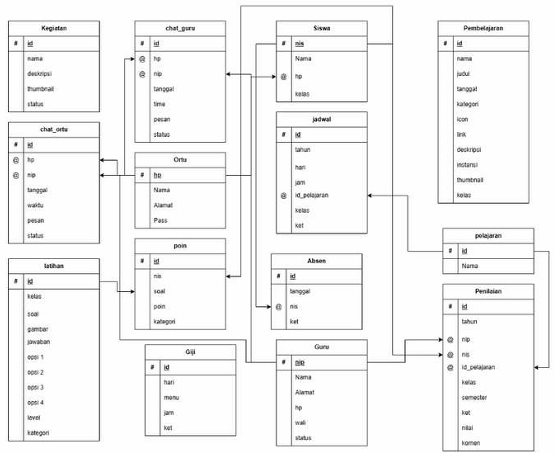 Kegiatan
# id
nama
deskripsi
thumbnail
status
chat_guru
# id
@ hp
@ nip
tanggal
time
pesan
status
Siswa
# nis
Nama
@ hp
kelas
Pembelajaran
# id
nama
judul
tanggal
kategori
icon
link
deskripsi
instansi
thumbnail
kelas
chat_ortu
# id
@ hp
@ nip
tanggal
waktu
pesan
status
Ortu
# hp
Nama
Alamat
Pass
jadwal
# id
tahun
hari
jam
@ id_pelajaran
kelas
ket
pelajaran
# id
Nama
latihan
# id
kelas
soal
gambar
jawaban
opsi 1
opsi 2
opsi 3
opsi 4
level
kategori
poin
# id
nis
soal
poin
kategori
Absen
# id
tanggal
@ nis
ket
Penilaian
# id
tahun
@ nip
@ nis
@ id_pelajaran
kelas
semester
ket
nilai
komen
Giji
# id
hari
menu
jam
ket
Guru
# nip
Nama
Alamat
hp
wali
status